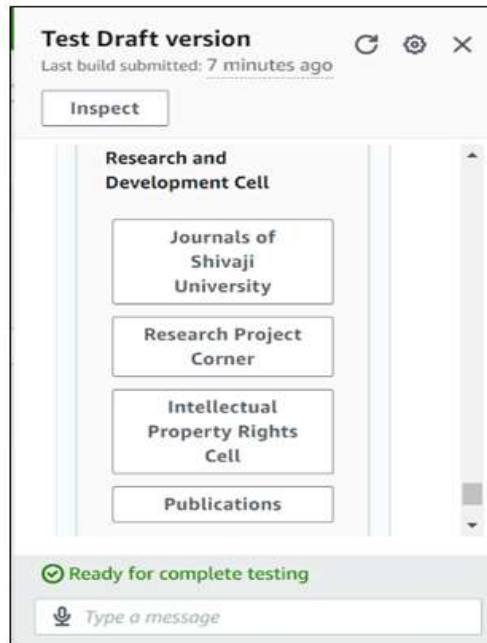 Test Draft version
Last build submitted: 7 minutes ago
Inspect
Research and
Development Cell
Journals of
Shivaji
University
Research Project
Corner
Intellectual
Property Rights
Cell
Publications
Ready for complete testing
Type a message